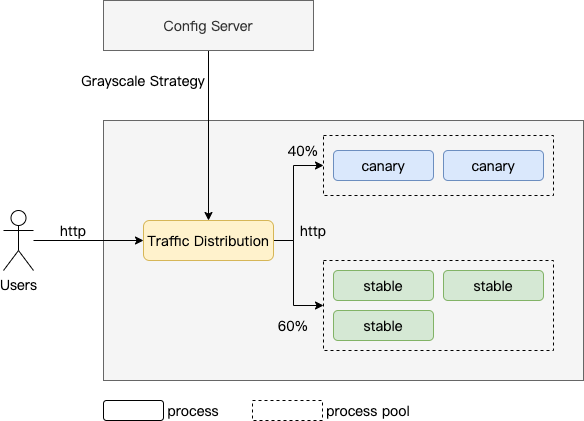 Config Server
Grayscale Strategy
40%
canary
canary
http
Traffic Distribution
http
Users
stable
stable
stable
60%
process
process pool